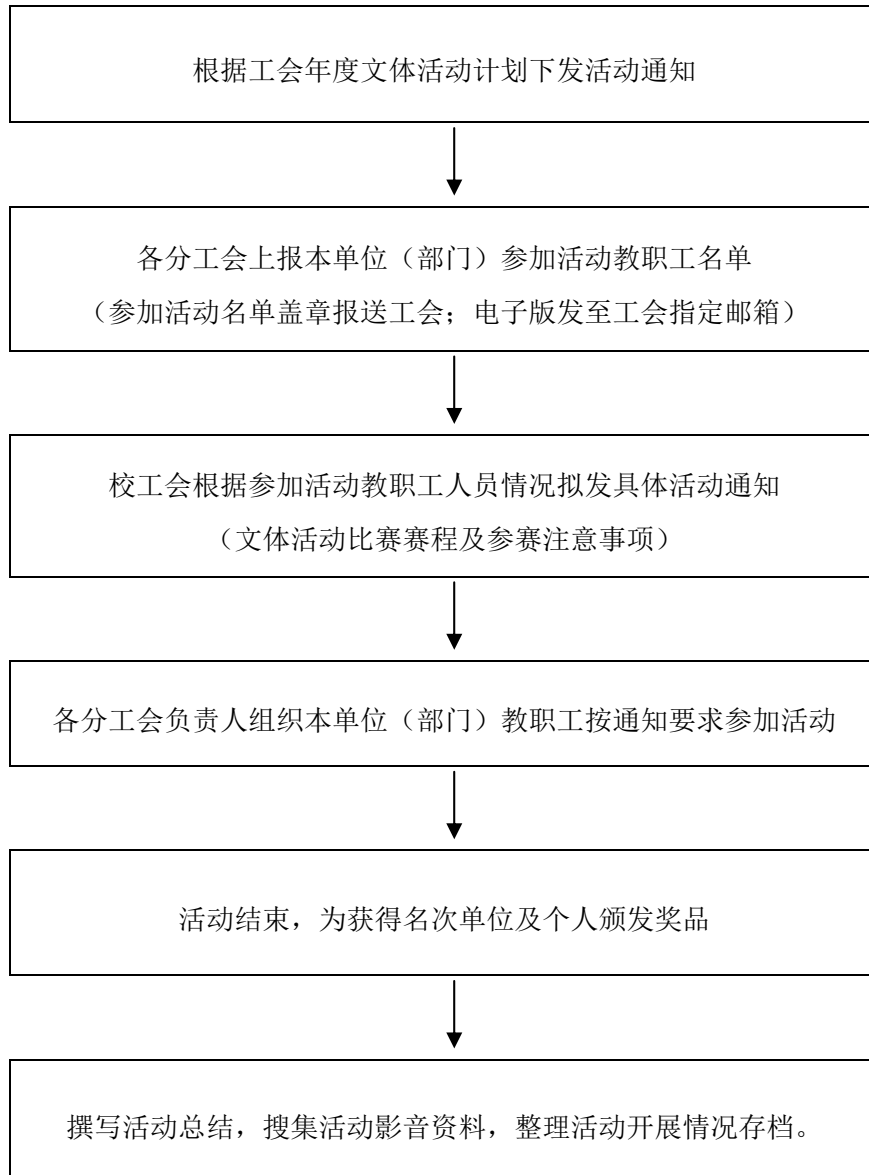 根据工会年度文体活动计划下发活动通知
各分工会上报本单位（部门）参加活动教职工名单
（参加活动名单盖章报送工会；电子版发至工会指定邮箱）
校工会根据参加活动教职工人员情况拟发具体活动通知
（文体活动比赛赛程及参赛注意事项）
各分工会负责人组织本单位（部门）教职工按通知要求参加活动
活动结束，为获得名次单位及个人颁发奖品
撰写活动总结，搜集活动影音资料，整理活动开展情况存档。